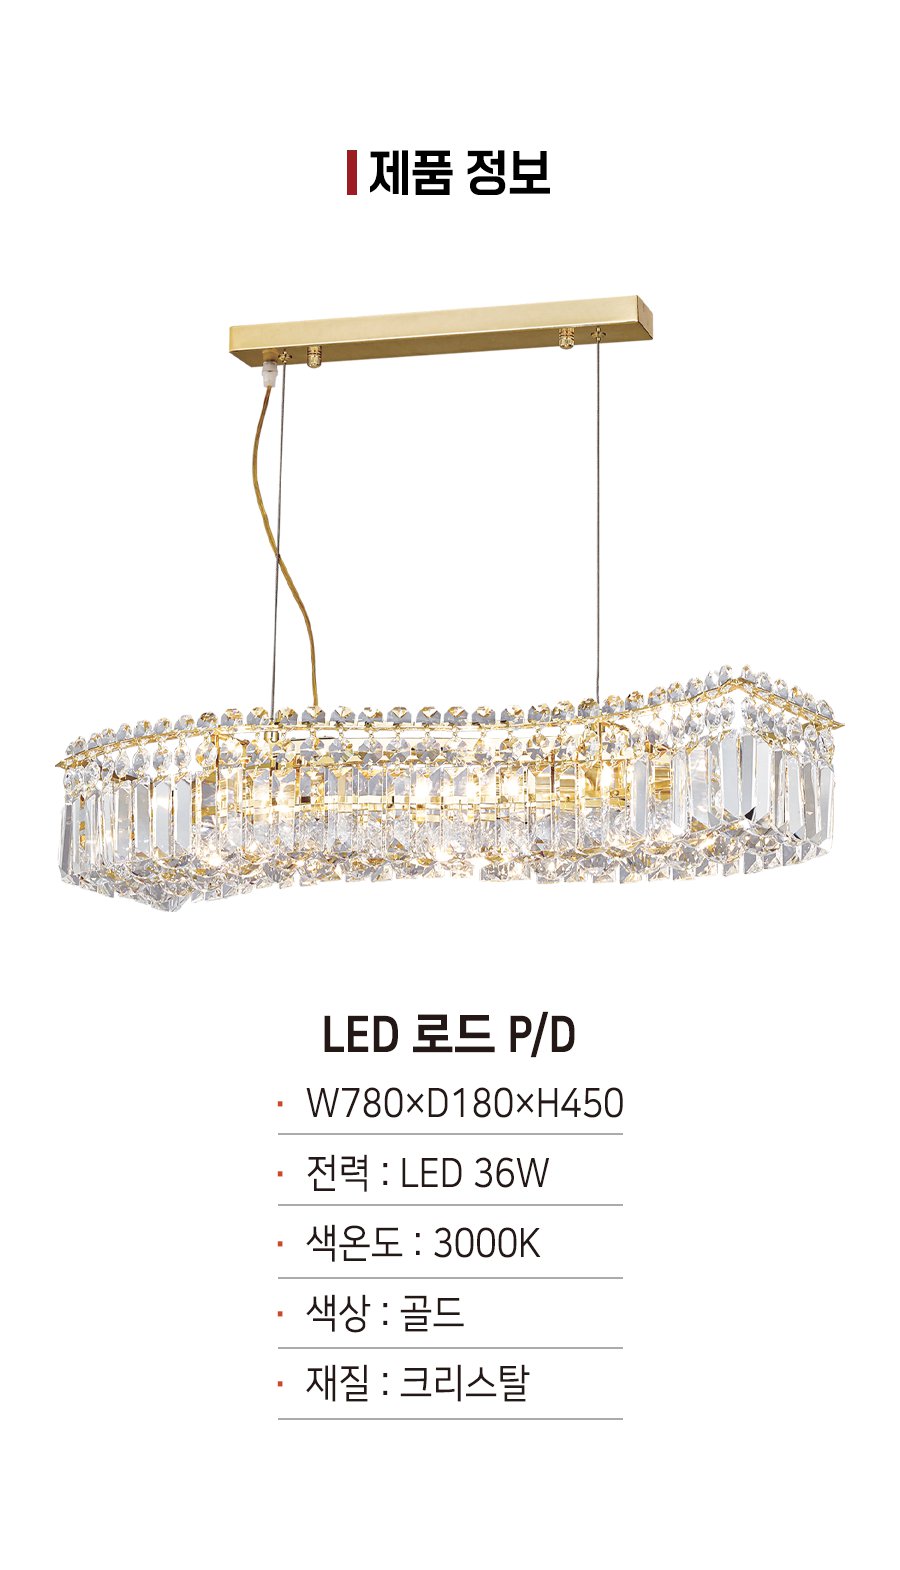 제품 정보
LED 로드 P/D
· W780×D180×H450
· 전력 : LED 36W
· 색온도 : 3000K
· 색상 : 골드
· 재질 : 크리스탈